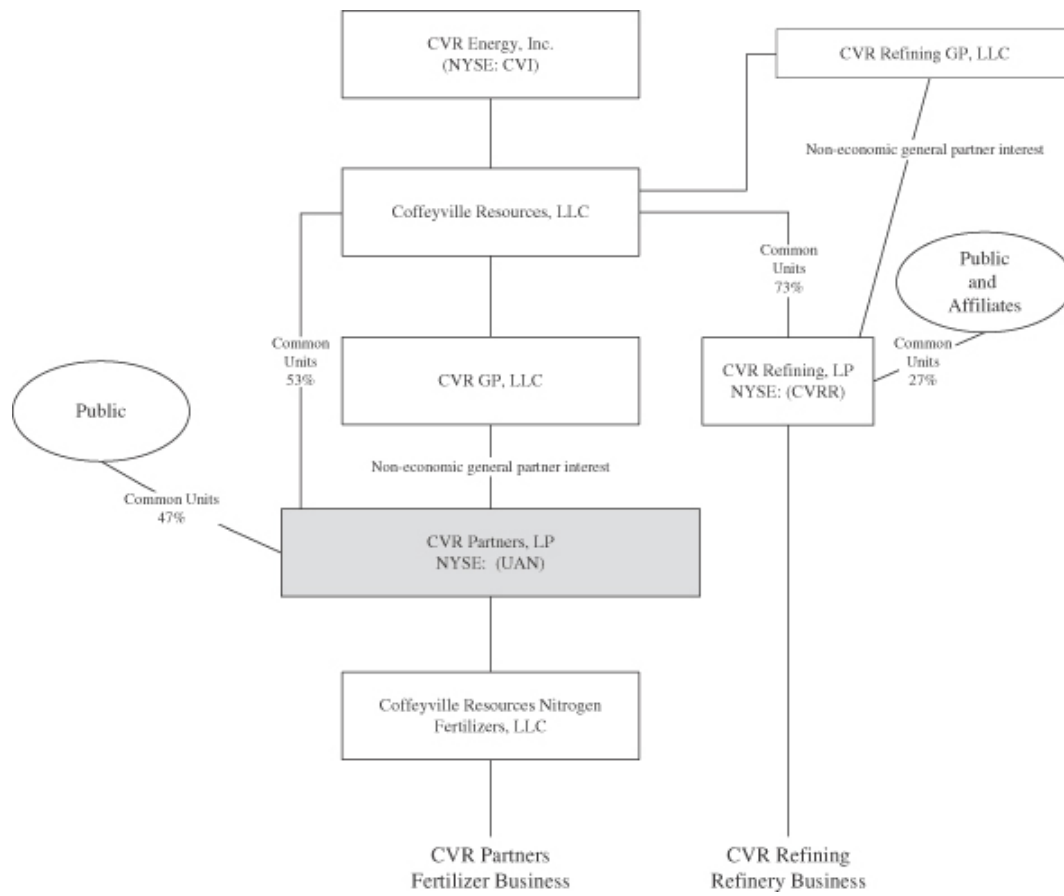 CVR Energy, Inc.
(NYSE: CVI)
CVR Refining GP, LLC
Non-economic general partner interest
Coffeyville Resources, LLC
Common
Units
73%
Public
and
Affiliates
Common
Units
53%
CVR GP, LLC
CVR Refining, LP
NYSE: (CVRR)
Common
Units
27%
Public
Non-economic general partner interest
Common Units
47%
CVR Partners, LP
NYSE: (UAN)
Coffeyville Resources Nitrogen
Fertilizers, LLC
CVR Partners
Fertilizer Business
CVR Refining
Refinery Business